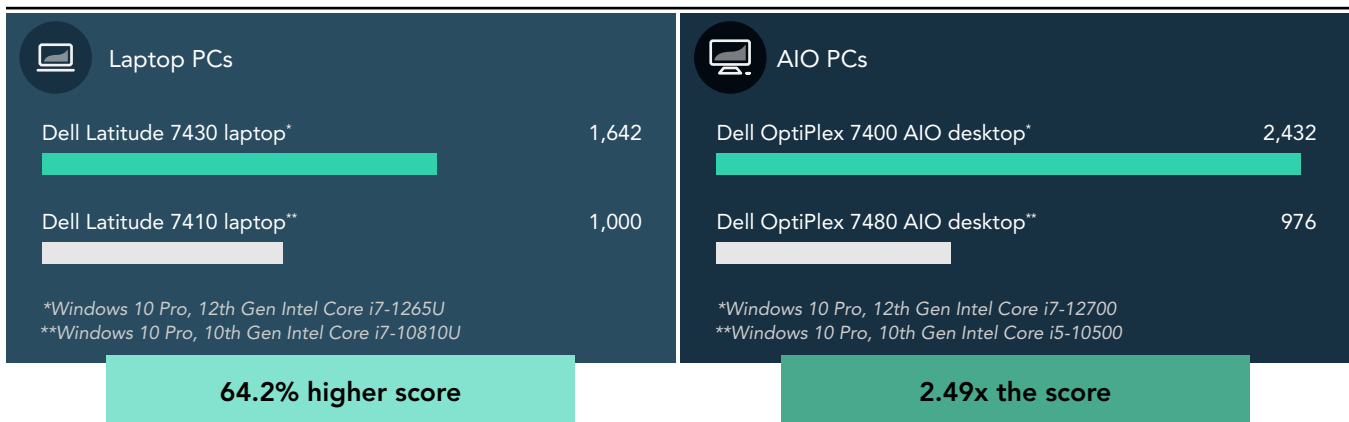 Laptop PCs
Dell Latitude 7430 laptop* 1,642
Dell Latitude 7410 laptop** 1,000
*Windows 10 Pro, 12th Gen Intel Core i7-1265U
**Windows 10 Pro, 10th Gen Intel Core i7-10810U
64.2% higher score
AIO PCs
Dell OptiPlex 7400 AIO desktop* 2,432
Dell OptiPlex 7480 AIO desktop** 976
*Windows 10 Pro, 12th Gen Intel Core i7-12700
**Windows 10 Pro, 10th Gen Intel Core i5-10500
2.49x the score